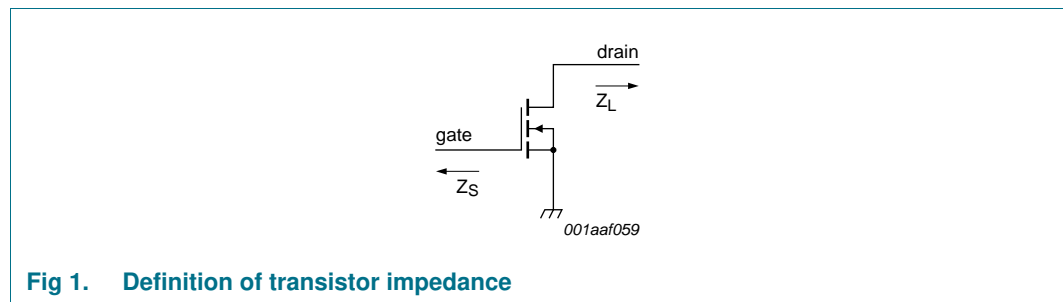 drain
Z_L
gate
Z_S
001aaf059
Fig 1. Definition of transistor impedance